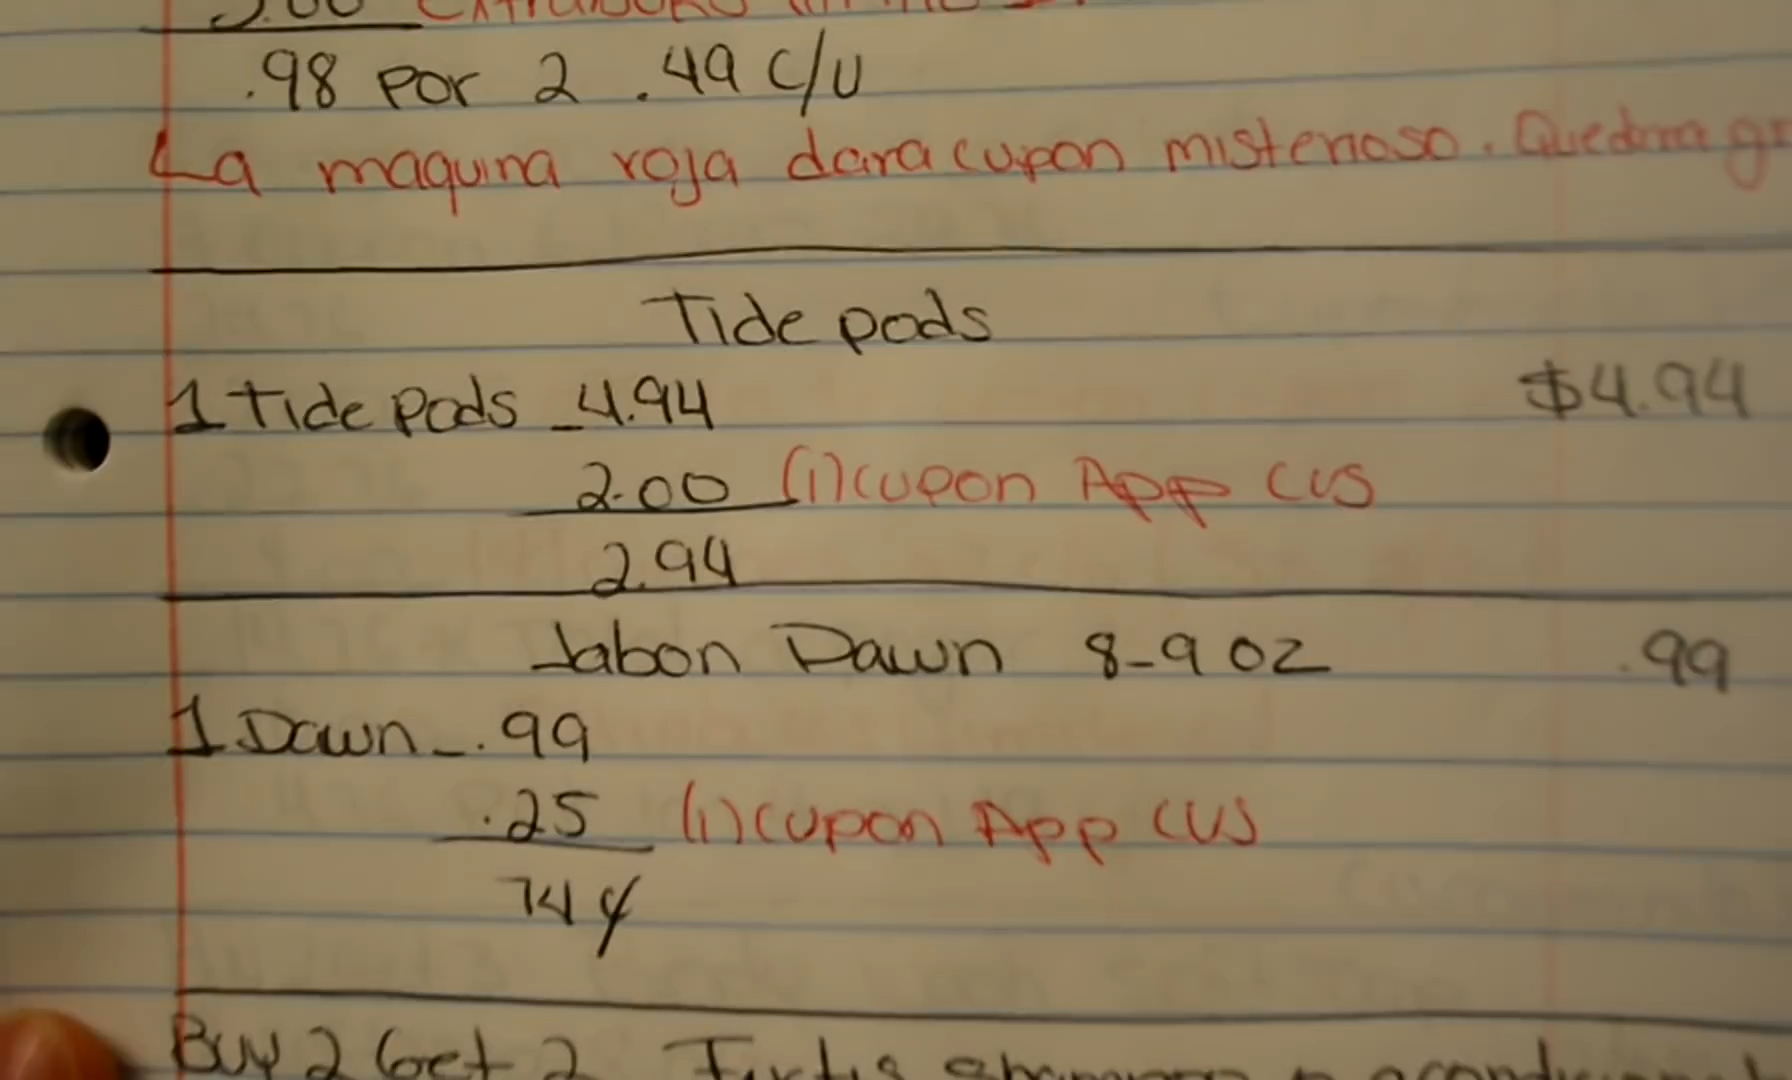 .98 por 2 .49 c/u
La maquina roja dara cupon misterioso. Quedara
Tide pods
1 Tide pods - 4.94 $4.94
2.00 (1) cupon App CVS
2.94
Jabon Dawn 8-9 oz .99
1 Dawn - .99
.25 (1) cupon App CVS
74 ¢
Buy 2 Get 2